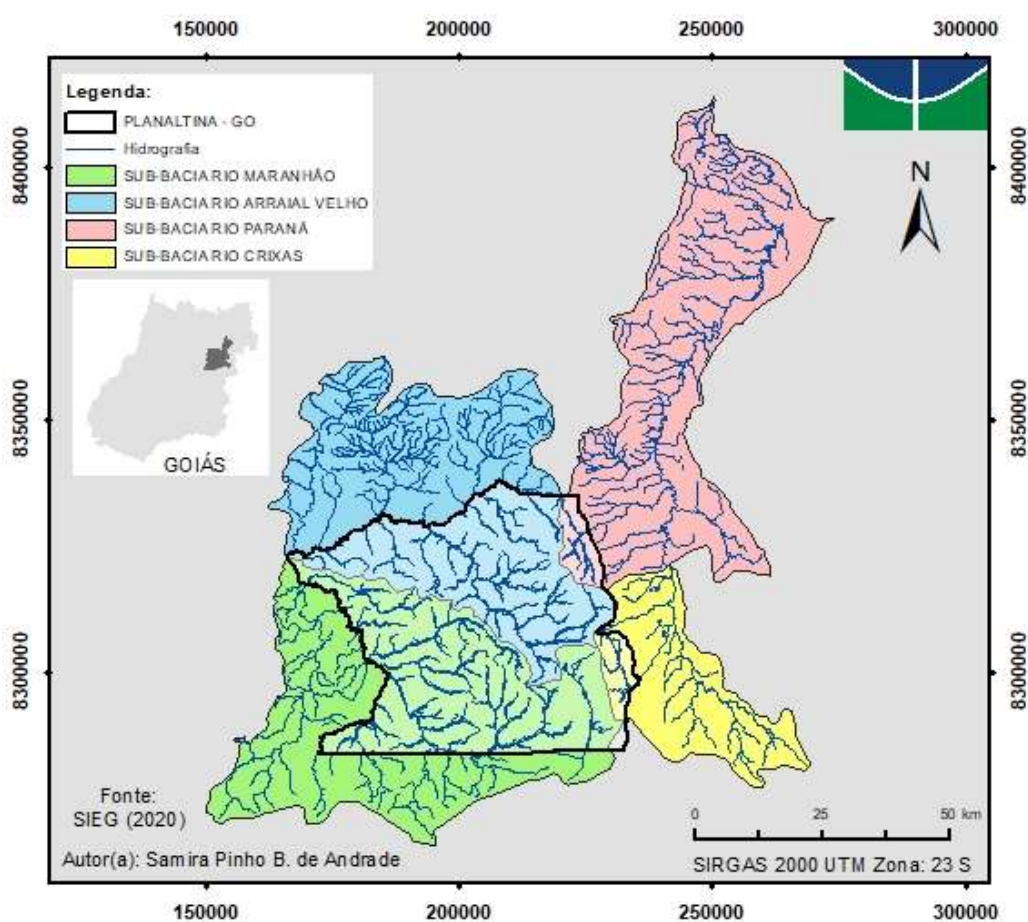 150000 200000 250000 300000
Legenda:
PLANALTINA - GO
Hidrografia
SUB-BACIA RIO MARANHÃO
SUB-BACIA RIO ARRAIAL VELHO
SUB-BACIA RIO PARANÃ
SUB-BACIA RIO CRIXAS
GOIÁS
N
8400000 8400000
8350000 8350000
8300000 8300000
Fonte:
SIEG (2020)
Autor(a): Samira Pinho B. de Andrade
0 25 50 km
SIRGAS 2000 UTM Zona: 23 S
150000 200000 250000 300000